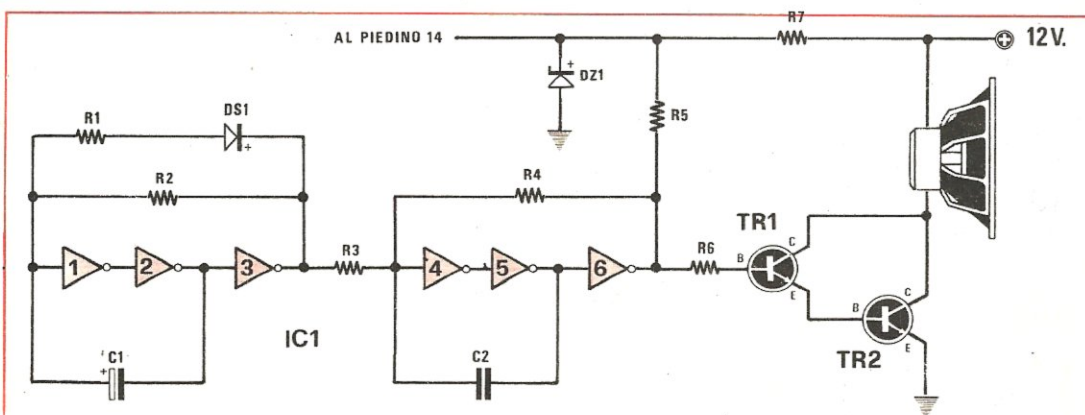 R7
AL PIEDINO 14
12 V.
+
DZ1
R5
R1
DS1
+
R2
R4
TR1
C
B
E
1
2
3
R3
4
5
6
R6
B
C
E
TR2
IC1
+
C1
C2